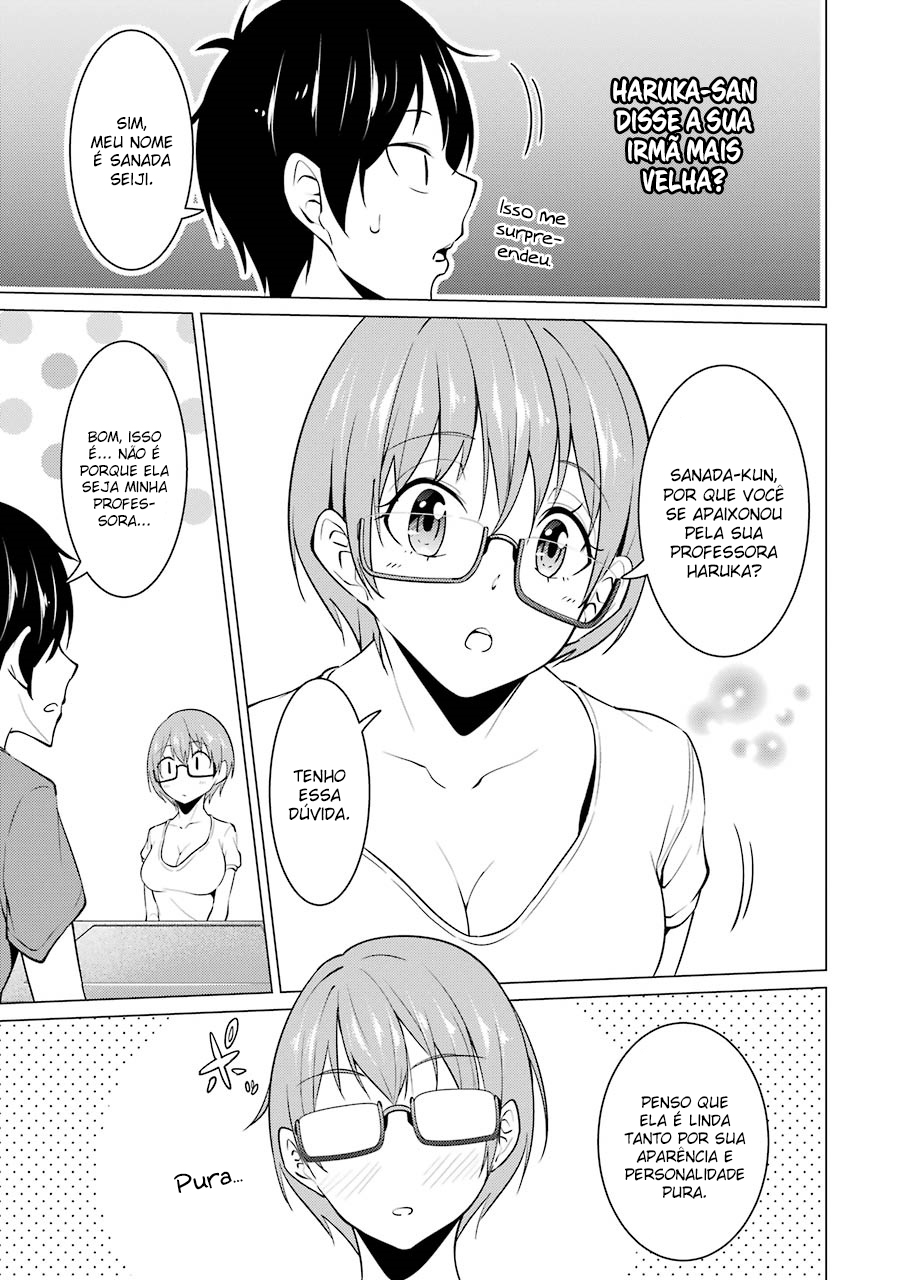 HARUKA-SAN
DISSE A SUA
IRMÃ MAIS
VELHA?
Isso me
surpre-
endeu.
SIM,
MEU NOME
É SANADA
SEIJI.
SANADA-KUN,
POR QUE VOCÊ
SE APAIXONOU
PELA SUA
PROFESSORA
HARUKA?
TENHO
ESSA
DÚVIDA.
BOM, ISSO
É... NÃO É
PORQUE ELA
SEJA MINHA
PROFES-
SORA...
PENSO QUE
ELA É LINDA
TANTO POR SUA
APARÊNCIA E
PERSONALIDADE
PURA.
ポ
Pura...